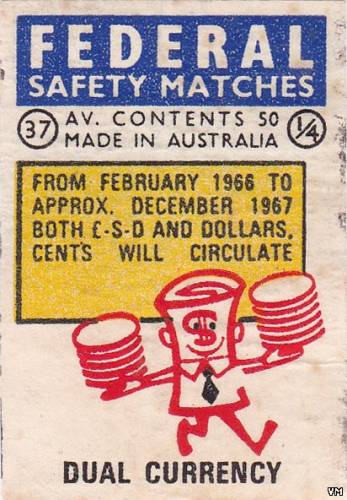 FEDERAL
SAFETY MATCHES
37 AV. CONTENTS 50 ¼
MADE IN AUSTRALIA
FROM FEBRUARY 1966 TO
APPROX. DECEMBER 1967
BOTH £-S-D AND DOLLARS,
CENTS WILL CIRCULATE
$
DUAL CURRENCY
VM